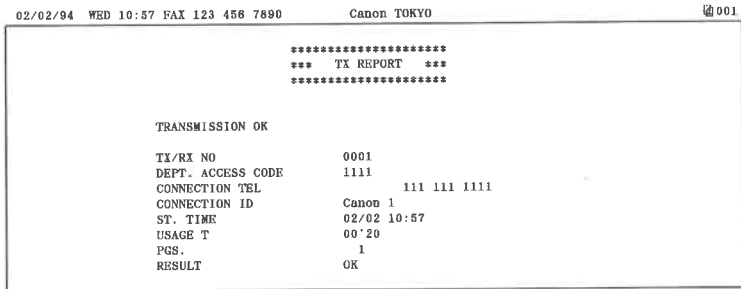 02/02/94 WED 10:57 FAX 123 456 7890 Canon TOKYO 001
*********************
*** TX REPORT ***
*********************
TRANSMISSION OK
TX/RX NO 0001
DEPT. ACCESS CODE 1111
CONNECTION TEL 111 111 1111
CONNECTION ID Canon 1
ST. TIME 02/02 10:57
USAGE T 00'20
PGS. 1
RESULT OK